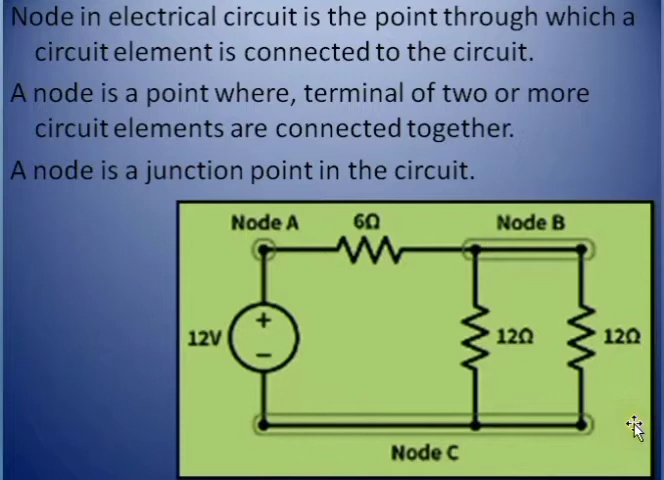 Node in electrical circuit is the point through which a
circuit element is connected to the circuit.
A node is a point where, terminal of two or more
circuit elements are connected together.
A node is a junction point in the circuit.
Node A 6Ω Node B
+
12V 12Ω 12Ω
−
Node C